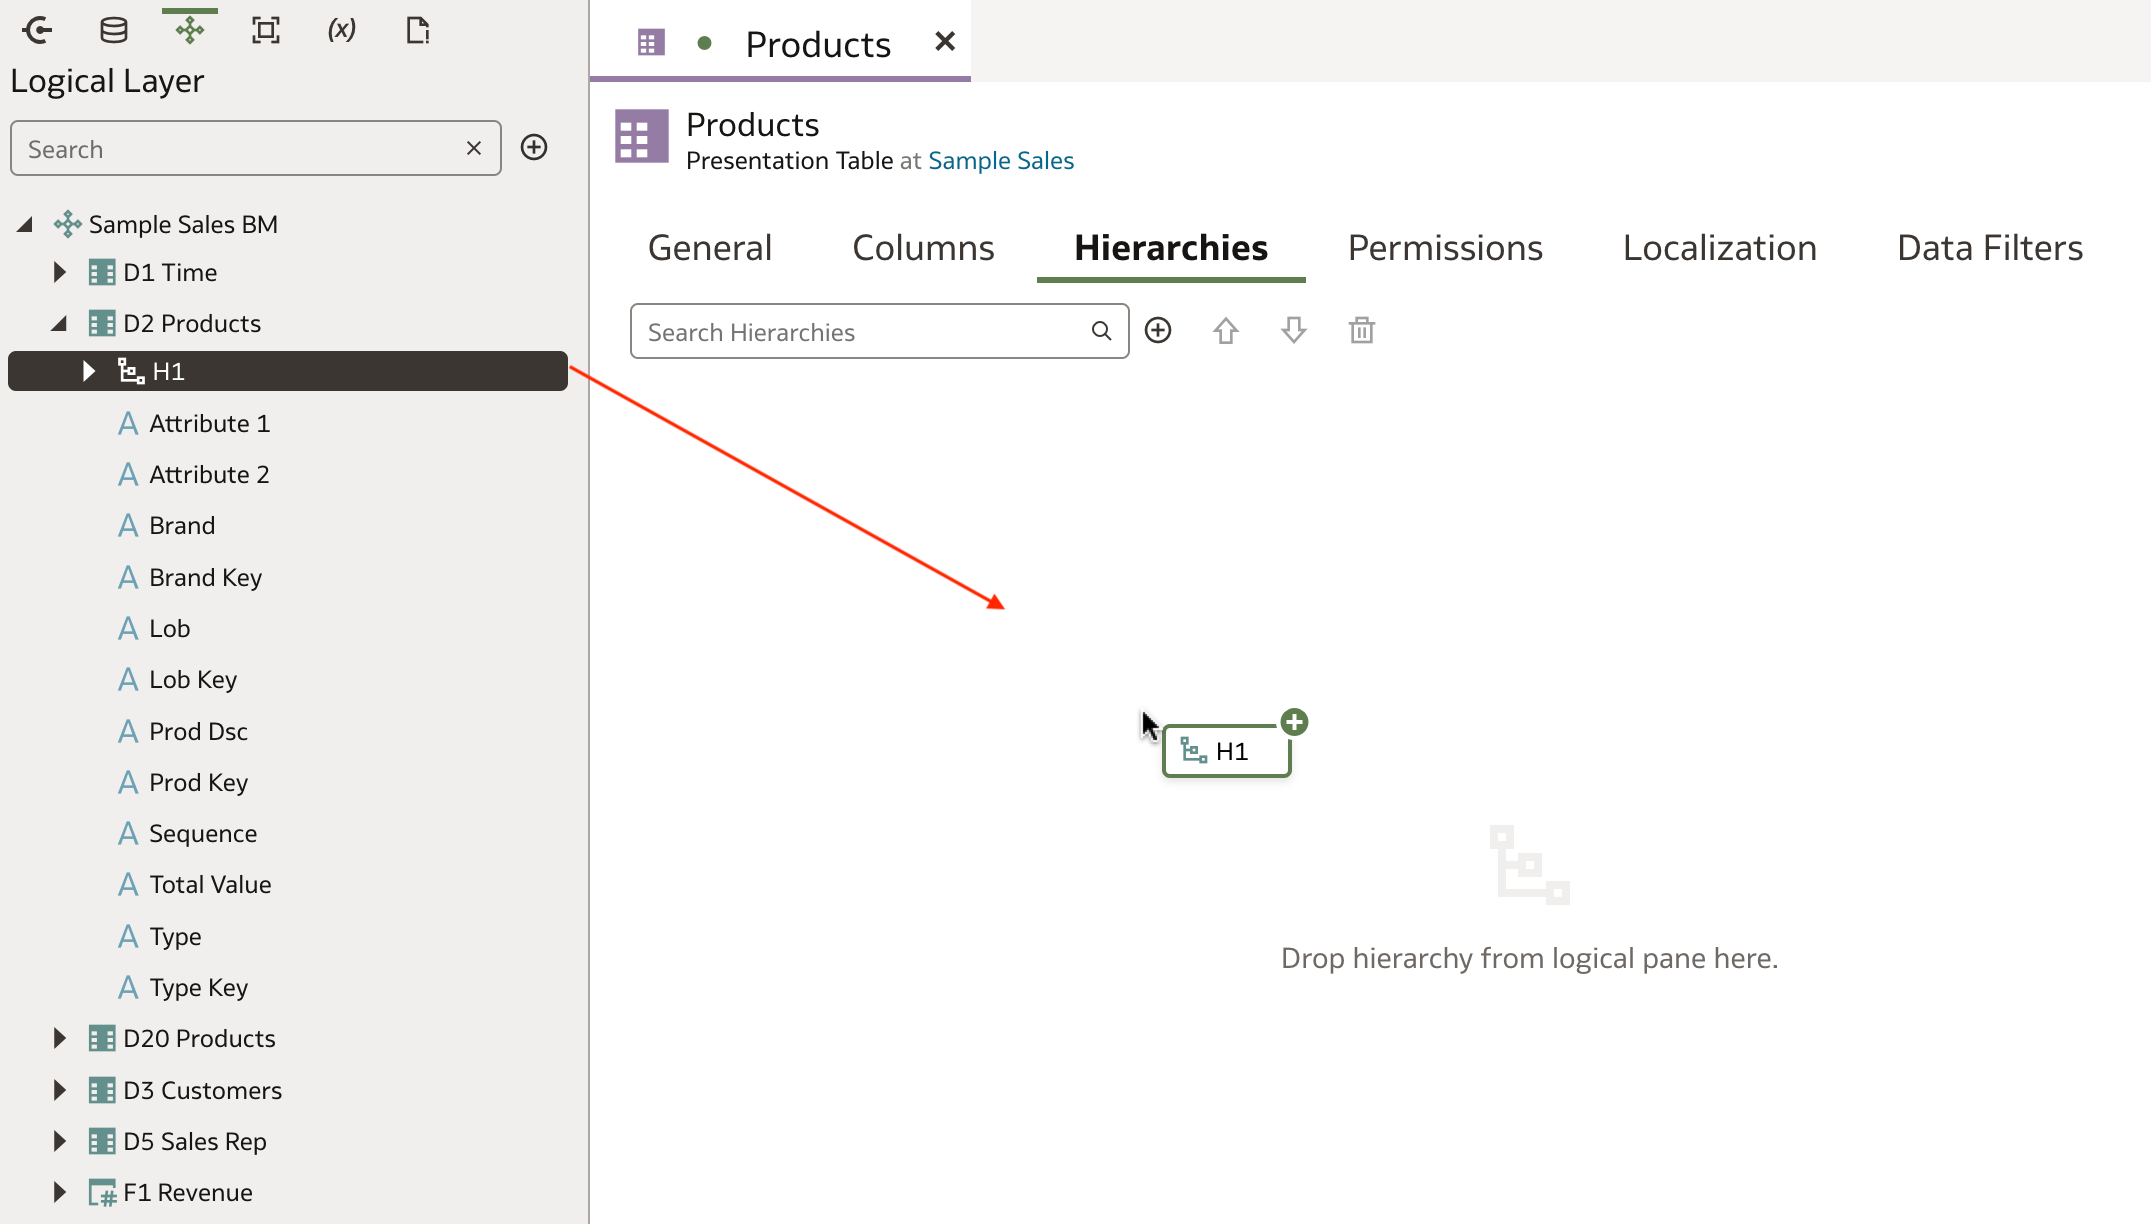 (x)
Logical Layer
Search
Sample Sales BM
D1 Time
D2 Products
H1
Attribute 1
Attribute 2
Brand
Brand Key
Lob
Lob Key
Prod Dsc
Prod Key
Sequence
Total Value
Type
Type Key
D20 Products
D3 Customers
D5 Sales Rep
F1 Revenue
Products
Products
Presentation Table at Sample Sales
General Columns Hierarchies Permissions Localization Data Filters
Search Hierarchies
H1
Drop hierarchy from logical pane here.